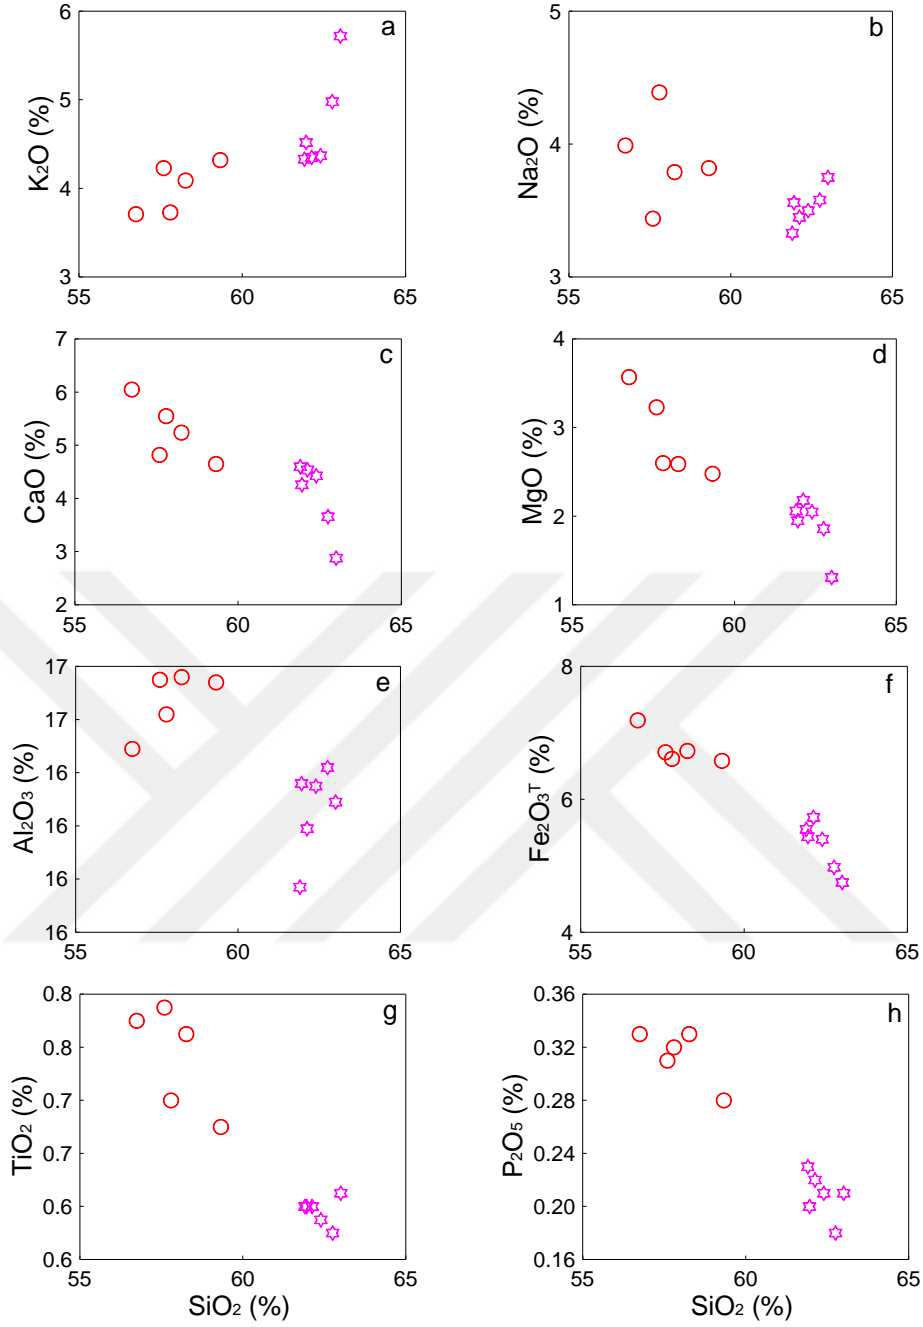 6 a 5 4 3 K₂O (%) 55 60 65
5 b 4 3 Na₂O (%) 55 60 65
7 c 6 5 4 3 2 CaO (%) 55 60 65
4 d 3 2 1 MgO (%) 55 60 65
17 e 17 16 16 16 16 Al₂O₃ (%) 55 60 65
8 f 6 4 Fe₂O₃ᵀ (%) 55 60 65
0.8 g 0.8 0.7 0.7 0.6 0.6 TiO₂ (%) 55 60 65
SiO₂ (%)
0.36 h 0.32 0.28 0.24 0.20 0.16 P₂O₅ (%) 55 60 65
SiO₂ (%)